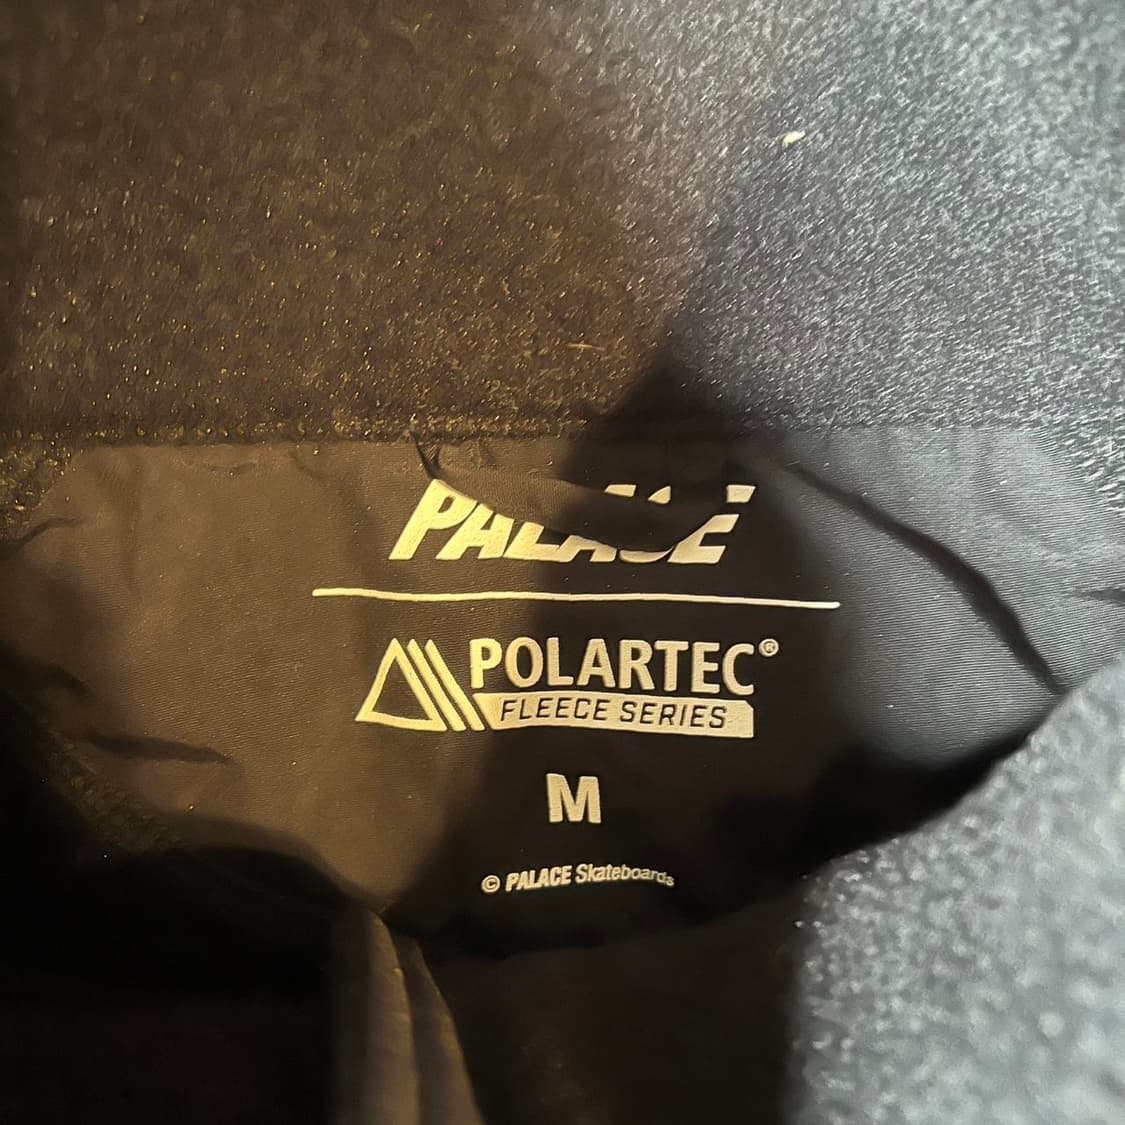 PALACE
POLARTEC®
FLEECE SERIES
M
© PALACE Skateboards